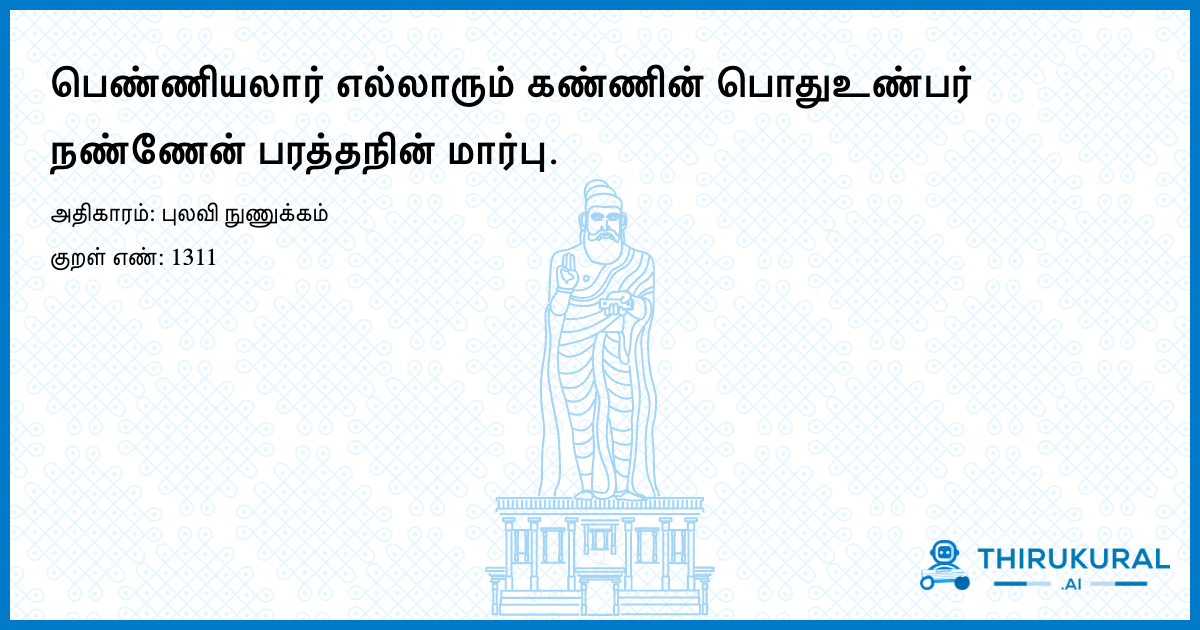 பெண்ணியலார் எல்லாரும் கண்ணின் பொதுஉண்பர்
நண்ணேன் பரத்தநின் மார்பு.
அதிகாரம்: புலவி நுணுக்கம்
குறள் எண்: 1311
THIRUKURAL
.AI